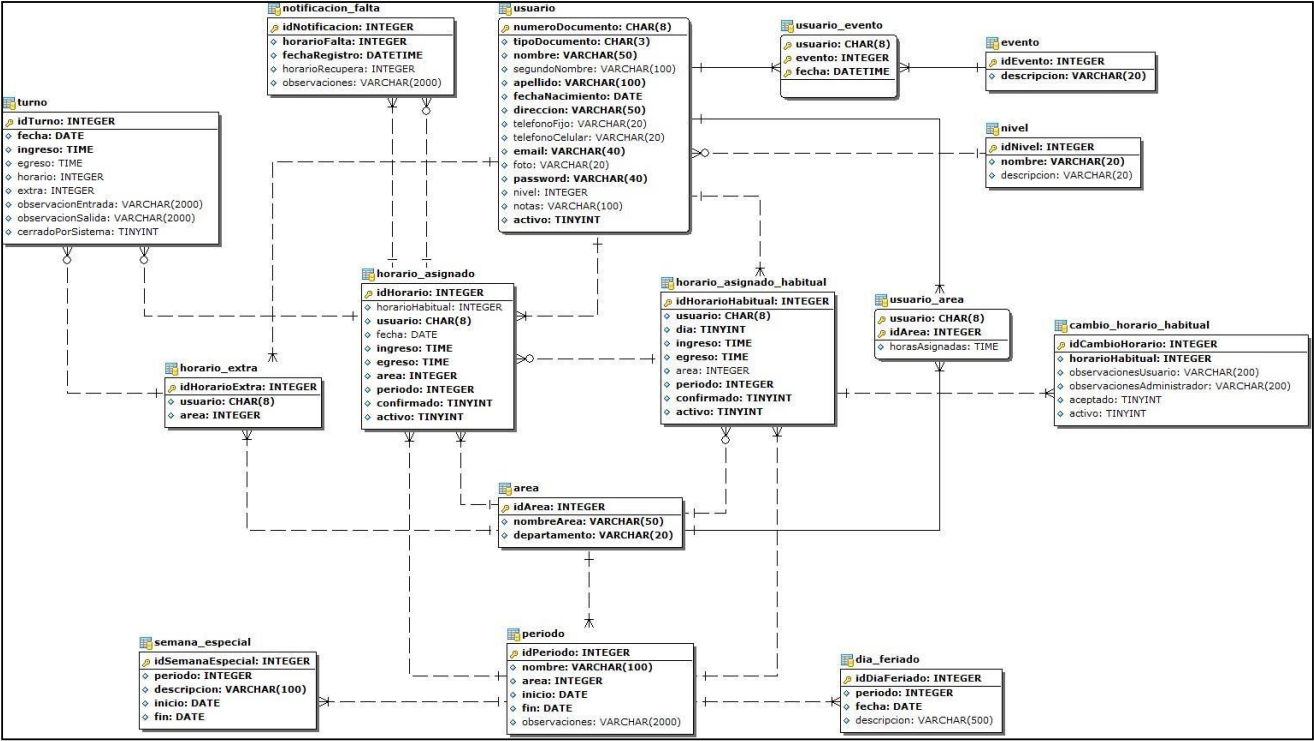 notificacion_falta
idNotificacion: INTEGER
horarioFalta: INTEGER
fechaRegistro: DATETIME
horarioRecupera: INTEGER
observaciones: VARCHAR(2000)
usuario
numeroDocumento: CHAR(8)
tipoDocumento: CHAR(3)
nombre: VARCHAR(50)
segundoNombre: VARCHAR(100)
apellido: VARCHAR(100)
fechaNacimiento: DATE
direccion: VARCHAR(50)
telefonoFijo: VARCHAR(20)
telefonoCelular: VARCHAR(20)
email: VARCHAR(40)
foto: VARCHAR(20)
password: VARCHAR(40)
nivel: INTEGER
notas: VARCHAR(100)
activo: TINYINT
usuario_evento
usuario: CHAR(8)
evento: INTEGER
fecha: DATETIME
evento
idEvento: INTEGER
descripcion: VARCHAR(20)
turno
idTurno: INTEGER
fecha: DATE
ingreso: TIME
egreso: TIME
horario: INTEGER
extra: INTEGER
observacionEntrada: VARCHAR(2000)
observacionSalida: VARCHAR(2000)
cerradoPorSistema: TINYINT
nivel
idNivel: INTEGER
nombre: VARCHAR(20)
descripcion: VARCHAR(20)
horario_asignado
idHorario: INTEGER
horarioHabitual: INTEGER
usuario: CHAR(8)
fecha: DATE
ingreso: TIME
egreso: TIME
area: INTEGER
periodo: INTEGER
confirmado: TINYINT
activo: TINYINT
horario_asignado_habitual
idHorarioHabitual: INTEGER
usuario: CHAR(8)
dia: TINYINT
ingreso: TIME
egreso: TIME
area: INTEGER
periodo: INTEGER
confirmado: TINYINT
activo: TINYINT
usuario_area
usuario: CHAR(8)
idArea: INTEGER
horasAsignadas: TIME
cambio_horario_habitual
idCambioHorario: INTEGER
horarioHabitual: INTEGER
observacionesUsuario: VARCHAR(200)
observacionesAdministrador: VARCHAR(200)
aceptado: TINYINT
activo: TINYINT
horario_extra
idHorarioExtra: INTEGER
usuario: CHAR(8)
area: INTEGER
area
idArea: INTEGER
nombreArea: VARCHAR(50)
departamento: VARCHAR(20)
semana_especial
idSemanaEspecial: INTEGER
periodo: INTEGER
descripcion: VARCHAR(100)
inicio: DATE
fin: DATE
periodo
idPeriodo: INTEGER
nombre: VARCHAR(100)
area: INTEGER
inicio: DATE
fin: DATE
observaciones: VARCHAR(2000)
dia_feriado
idDiaFeriado: INTEGER
periodo: INTEGER
fecha: DATE
descripcion: VARCHAR(500)